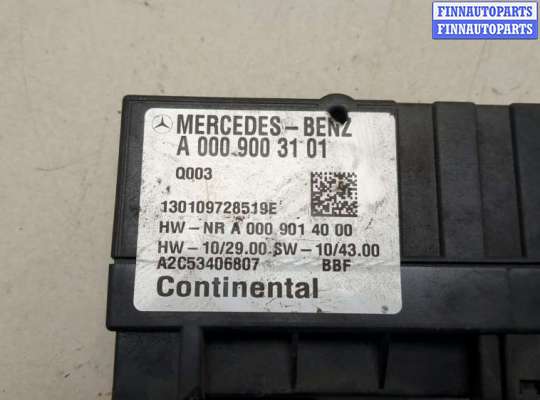 FINNAUTOPARTS
FINNAUTOPARTS
MERCEDES-BENZ
A 000 900 31 01
Q003
130109728519E
HW-NR A 000 901 40 00
HW-10/29.00 SW-10/43.00
A2C53406807 BBF
Continental